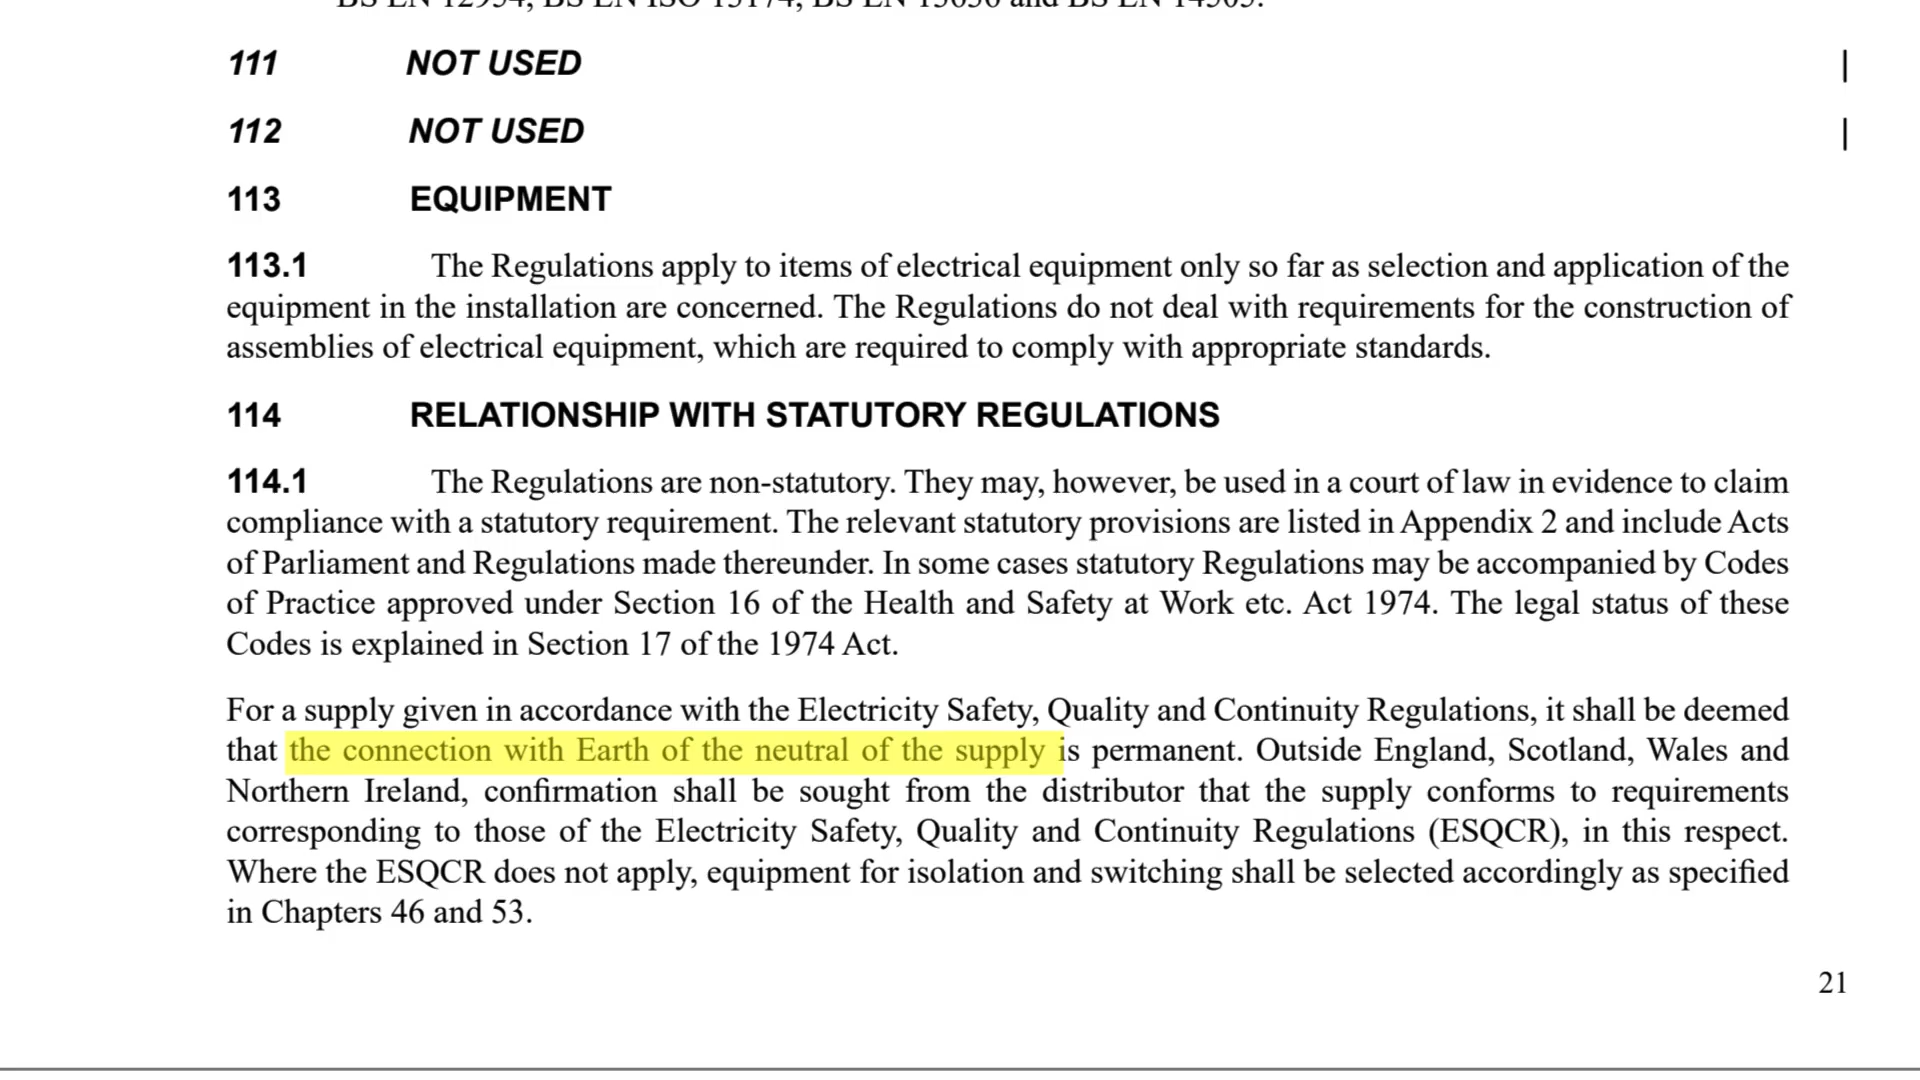 111 NOT USED |
112 NOT USED |
113 EQUIPMENT
113.1 The Regulations apply to items of electrical equipment only so far as selection and application of the
equipment in the installation are concerned. The Regulations do not deal with requirements for the construction of
assemblies of electrical equipment, which are required to comply with appropriate standards.
114 RELATIONSHIP WITH STATUTORY REGULATIONS
114.1 The Regulations are non-statutory. They may, however, be used in a court of law in evidence to claim
compliance with a statutory requirement. The relevant statutory provisions are listed in Appendix 2 and include Acts
of Parliament and Regulations made thereunder. In some cases statutory Regulations may be accompanied by Codes
of Practice approved under Section 16 of the Health and Safety at Work etc. Act 1974. The legal status of these
Codes is explained in Section 17 of the 1974 Act.
For a supply given in accordance with the Electricity Safety, Quality and Continuity Regulations, it shall be deemed
that the connection with Earth of the neutral of the supply is permanent. Outside England, Scotland, Wales and
Northern Ireland, confirmation shall be sought from the distributor that the supply conforms to requirements
corresponding to those of the Electricity Safety, Quality and Continuity Regulations (ESQCR), in this respect.
Where the ESQCR does not apply, equipment for isolation and switching shall be selected accordingly as specified
in Chapters 46 and 53.
21